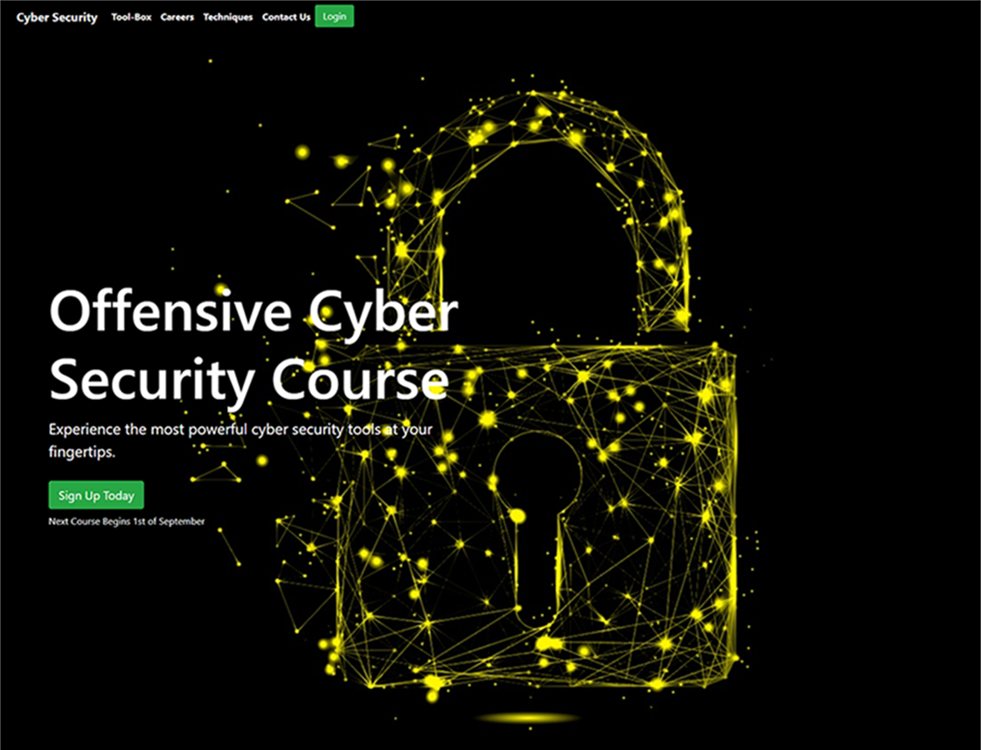 Cyber Security Tool-Box Careers Techniques Contact Us Login
Offensive Cyber
Security Course
Experience the most powerful cyber security tools at your
fingertips.
Sign Up Today
Next Course Begins 1st of September